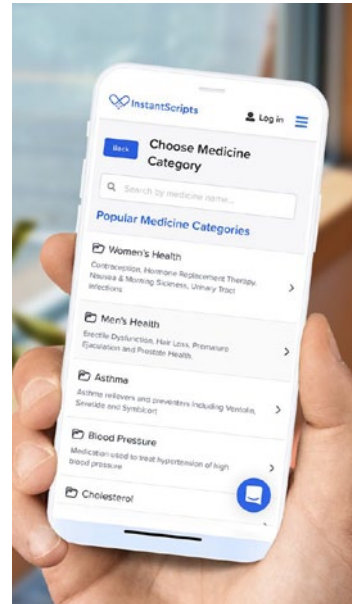 InstantScripts
Log in
Back
Choose Medicine
Category
Search by medicine name...
Popular Medicine Categories
Women's Health
Contraception, Hormone Replacement Therapy,
Nausea & Morning Sickness, Urinary Tract
Infections
Men's Health
Erectile Dysfunction, Hair Loss, Premature
Ejaculation and Prostate Health.
Asthma
Asthma relievers and preventers including Ventolin,
Seretide and Symbicort
Blood Pressure
Medication used to treat hypertension of high
blood pressure
Cholesterol